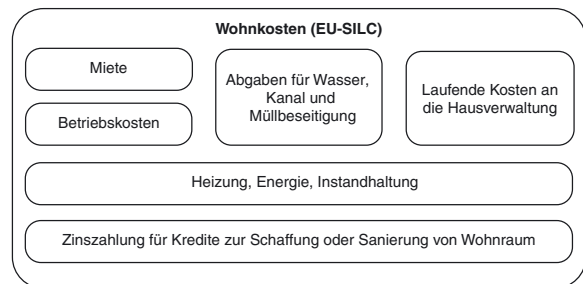 Wohnkosten (EU-SILC)
Miete
Betriebskosten
Abgaben für Wasser,
Kanal und
Müllbeseitigung
Laufende Kosten an
die Hausverwaltung
Heizung, Energie, Instandhaltung
Zinszahlung für Kredite zur Schaffung oder Sanierung von Wohnraum